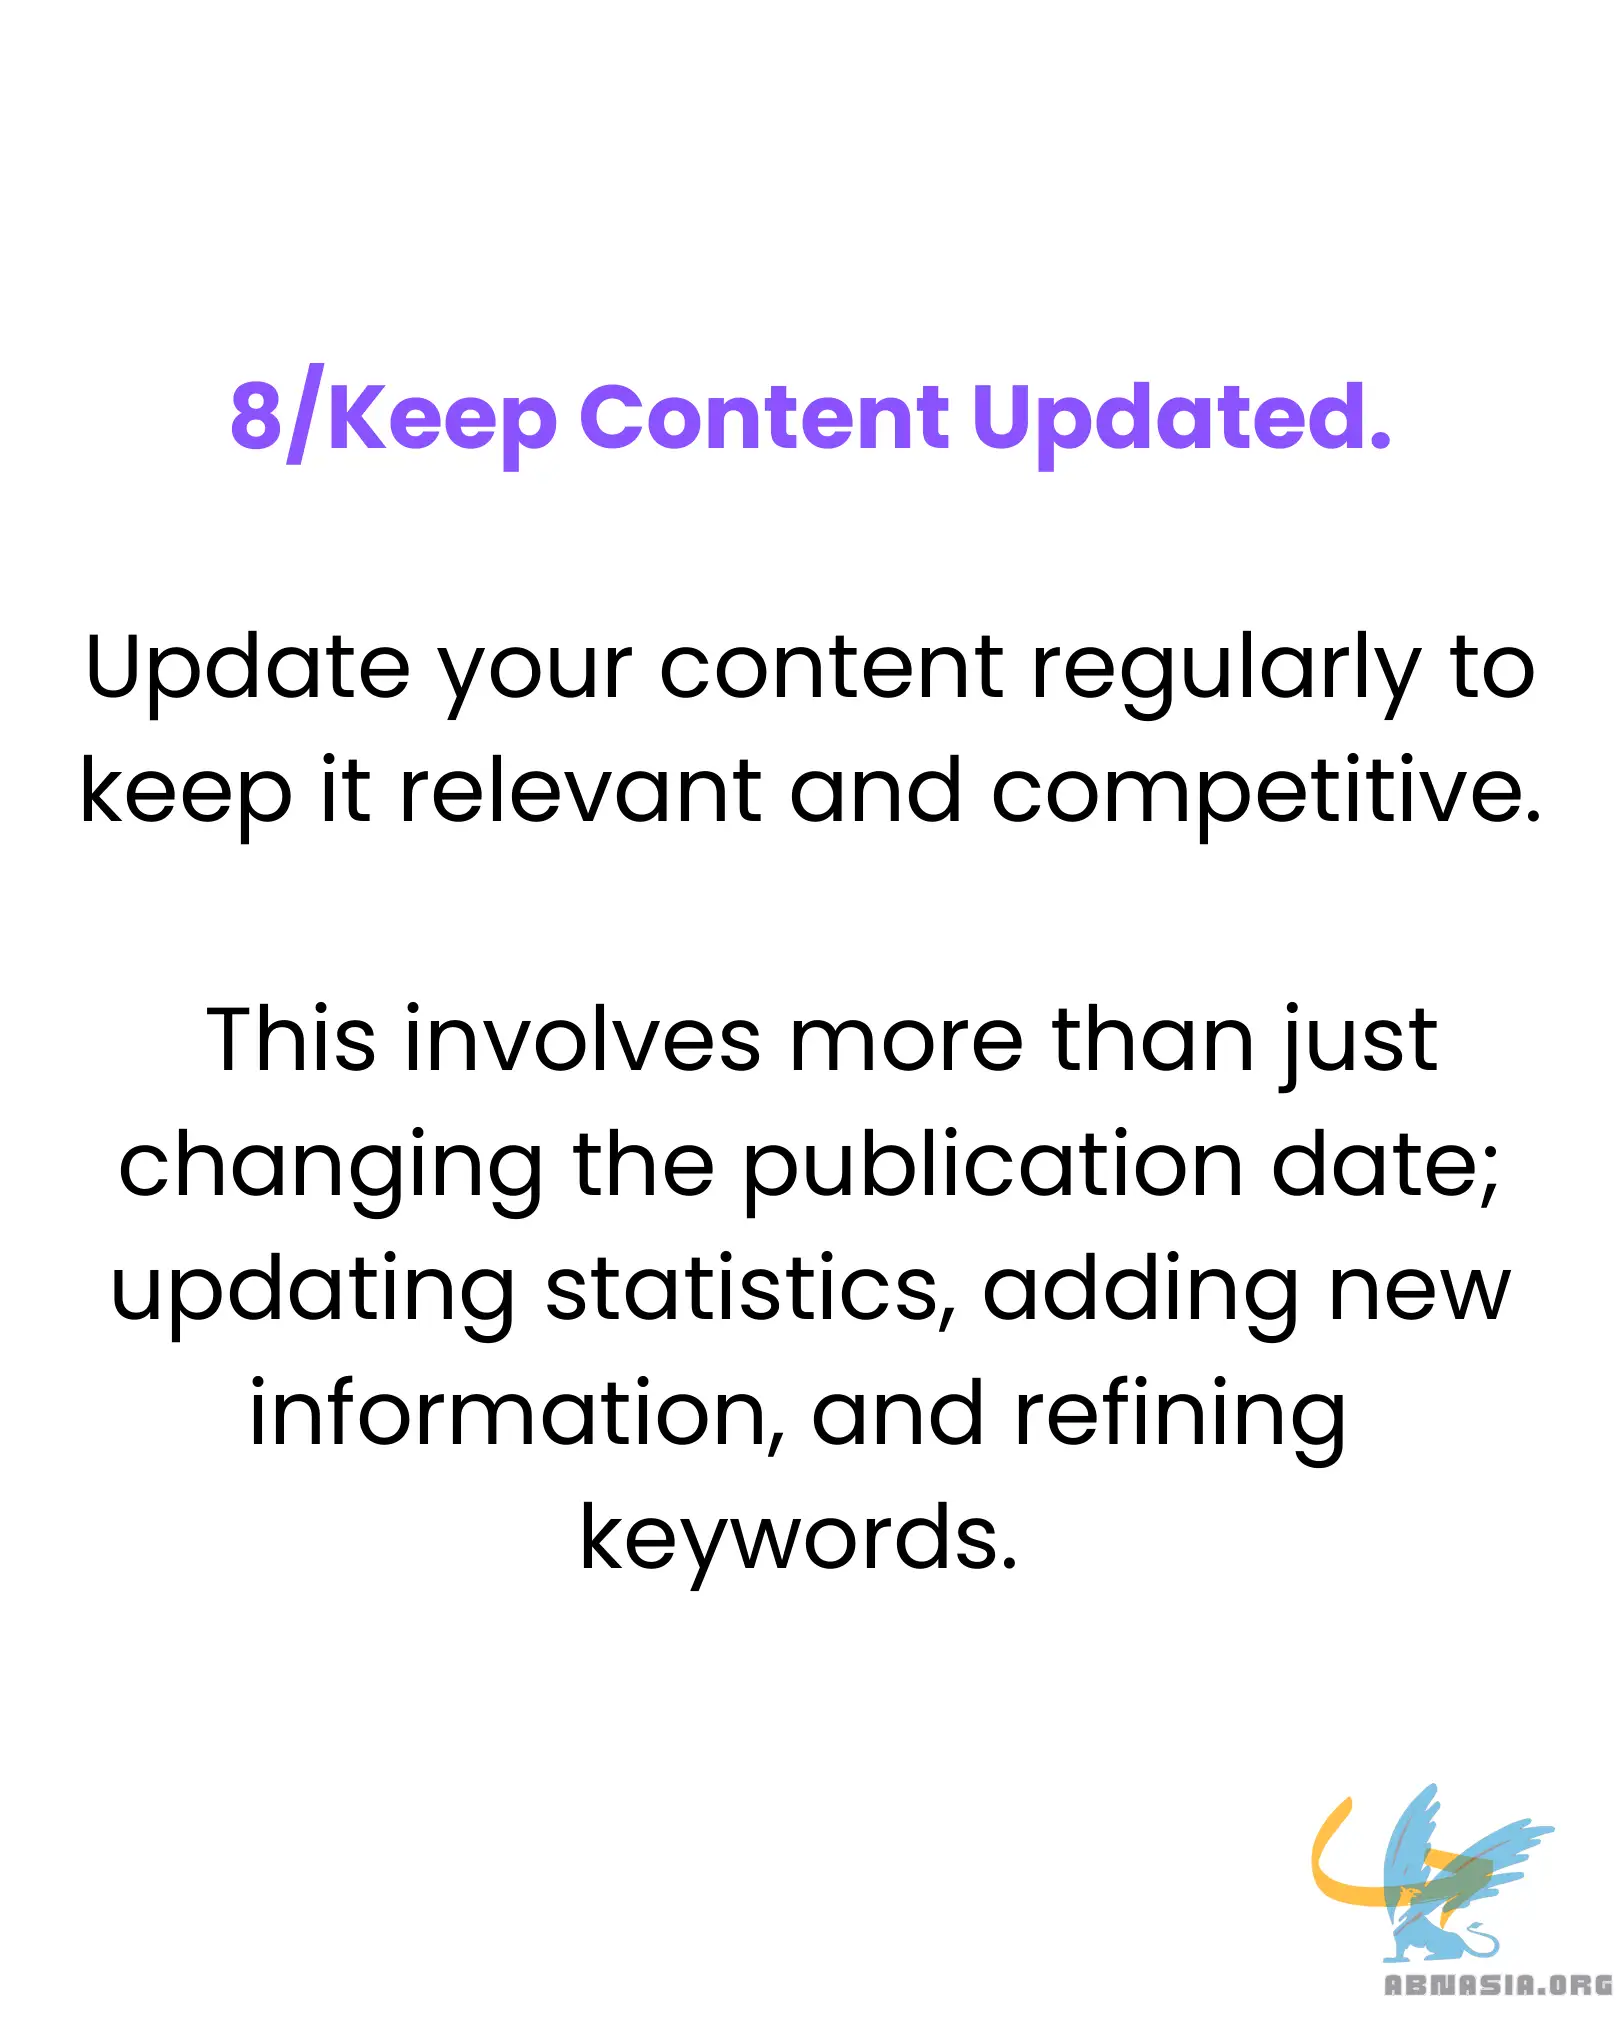 8/Keep Content Updated.
Update your content regularly to
keep it relevant and competitive.
This involves more than just
changing the publication date;
updating statistics, adding new
information, and refining
keywords.
ABNASIA.ORG